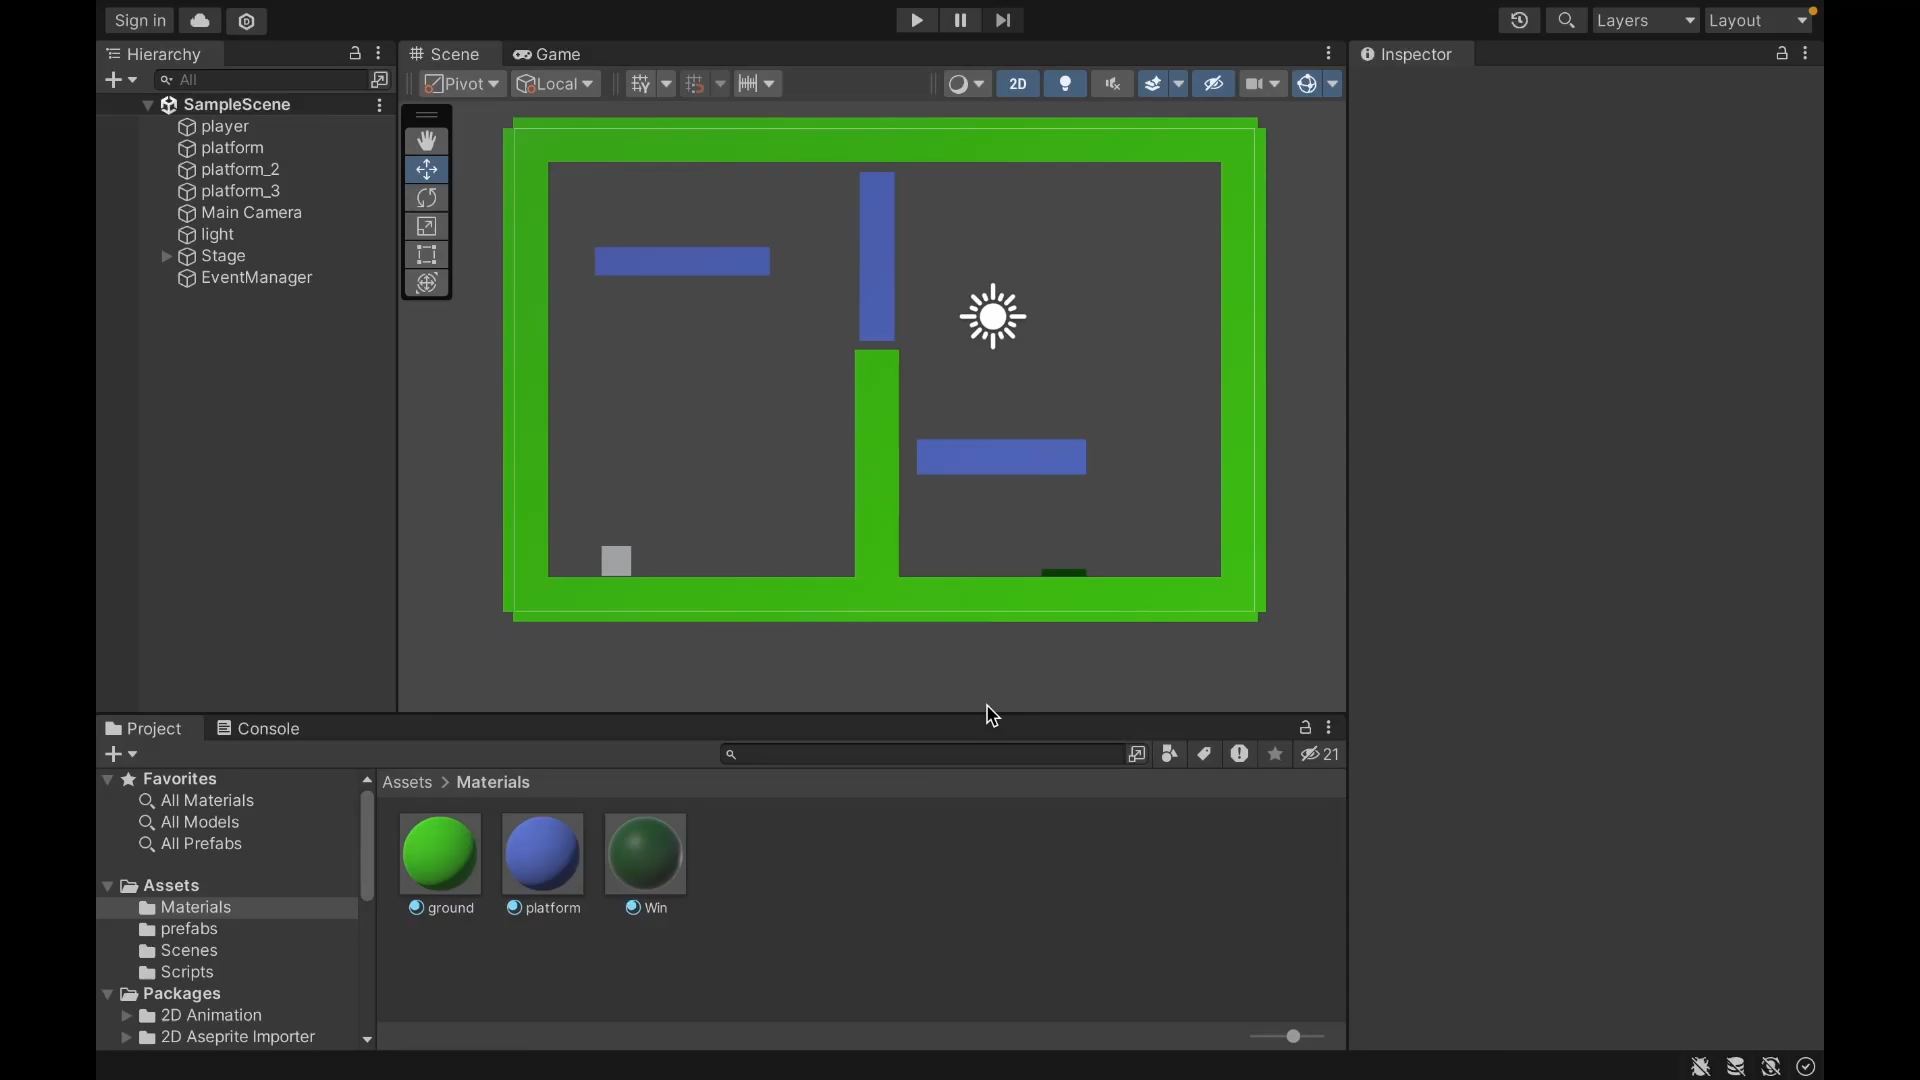 Sign in
Layers
Layout
Hierarchy
Scene
Game
Inspector
All
Pivot
Local
2D
SampleScene
player
platform
platform_2
platform_3
Main Camera
light
Stage
EventManager
Project
Console
21
Favorites
All Materials
All Models
All Prefabs
Assets
Materials
prefabs
Scenes
Scripts
Packages
2D Animation
2D Aseprite Importer
Assets > Materials
ground
platform
Win